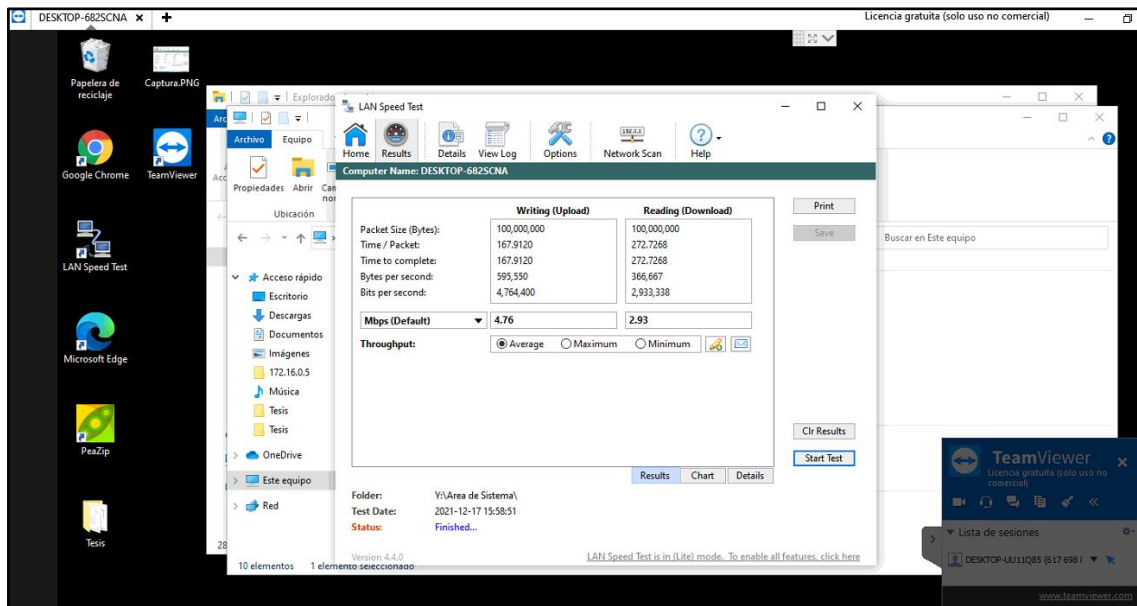 DESKTOP-682SCNA × +
Licencia gratuita (solo uso no comercial)
Papelera de
reciclaje
Captura.PNG
Google Chrome
TeamViewer
LAN Speed Test
Microsoft Edge
PeaZip
Tesis
Explorado
Archivo Equipo
Propiedades Abrir
Ubicación
Buscar en Este equipo
Acceso rápido
Escritorio
Descargas
Documentos
Imágenes
172.16.0.5
Música
Tesis
Tesis
OneDrive
Este equipo
Red
10 elementos 1 elemento seleccionado
LAN Speed Test
Home Results Details View Log Options Network Scan Help
Computer Name: DESKTOP-682SCNA
Writing (Upload) Reading (Download)
Packet Size (Bytes): 100,000,000 100,000,000
Time / Packet: 167.9120 272.7268
Time to complete: 167.9120 272.7268
Bytes per second: 595,550 366,667
Bits per second: 4,764,400 2,933,338
Mbps (Default) 4.76 2.93
Throughput: Average Maximum Minimum
Print
Save
Clr Results
Start Test
Results Chart Details
Folder: Y:\Area de Sistema\
Test Date: 2021-12-17 15:58:51
Status: Finished...
Version 4.4.0
LAN Speed Test is in (Lite) mode. To enable all features, click here
TeamViewer
Licencia gratuita (solo uso no
comercial)
Lista de sesiones
DESKTOP-UU11Q85 (617 698
www.teamviewer.com